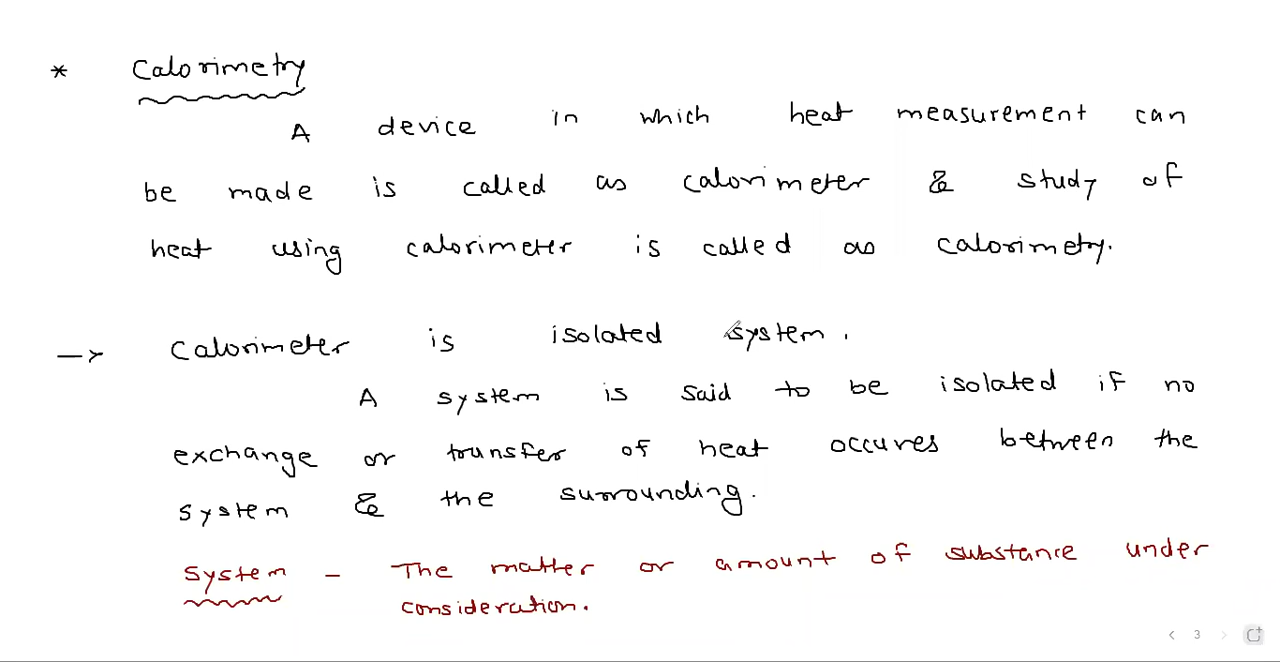 * Calorimetry
A device in which heat measurement can
be made is called as calorimeter & study of
heat using calorimeter is called as calorimetry.
→ Calorimeter is isolated system.
A system is said to be isolated if no
exchange or transfer of heat occures between the
system & the surrounding.
System - The matter or amount of substance under
consideration.
< 3 >